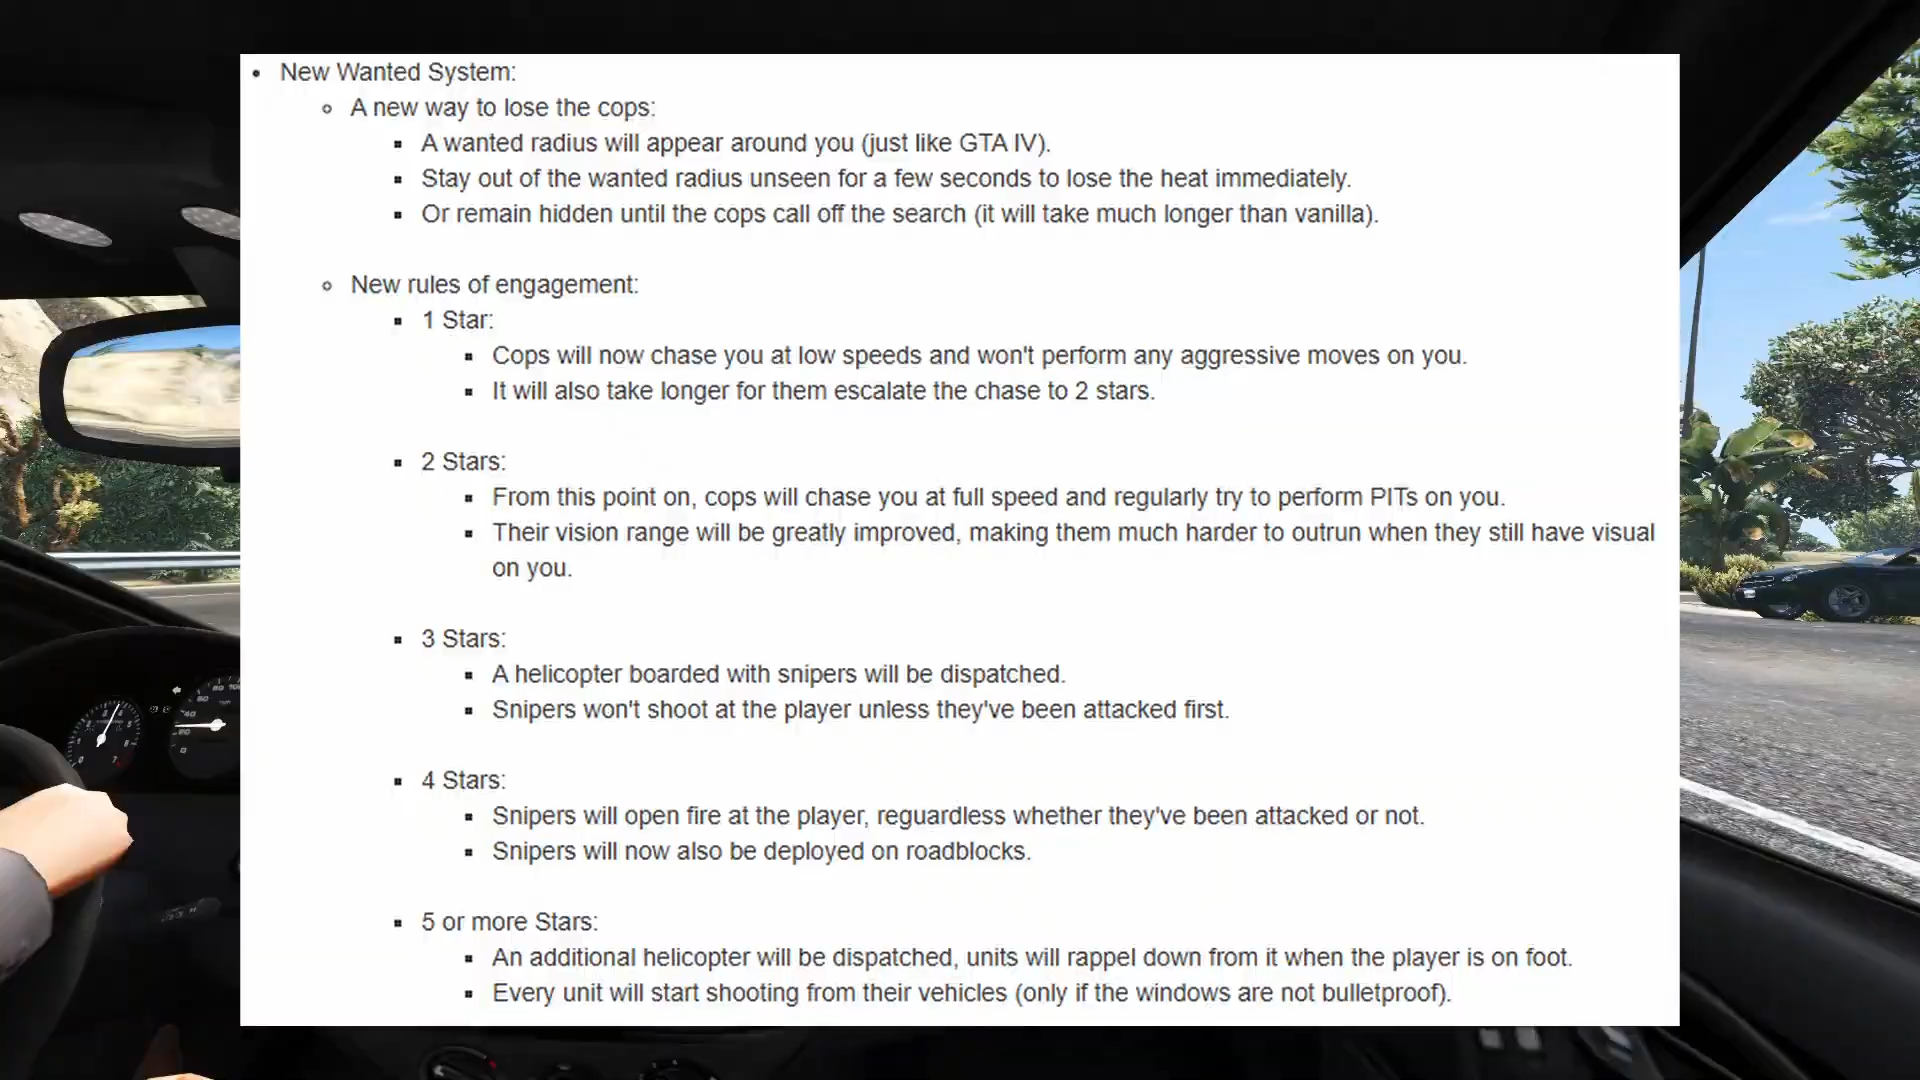 New Wanted System:
A new way to lose the cops:
A wanted radius will appear around you (just like GTA IV).
Stay out of the wanted radius unseen for a few seconds to lose the heat immediately.
Or remain hidden until the cops call off the search (it will take much longer than vanilla).
New rules of engagement:
1 Star:
Cops will now chase you at low speeds and won't perform any aggressive moves on you.
It will also take longer for them escalate the chase to 2 stars.
2 Stars:
From this point on, cops will chase you at full speed and regularly try to perform PITs on you.
Their vision range will be greatly improved, making them much harder to outrun when they still have visual
on you.
3 Stars:
A helicopter boarded with snipers will be dispatched.
Snipers won't shoot at the player unless they've been attacked first.
4 Stars:
Snipers will open fire at the player, reguardless whether they've been attacked or not.
Snipers will now also be deployed on roadblocks.
5 or more Stars:
An additional helicopter will be dispatched, units will rappel down from it when the player is on foot.
Every unit will start shooting from their vehicles (only if the windows are not bulletproof).